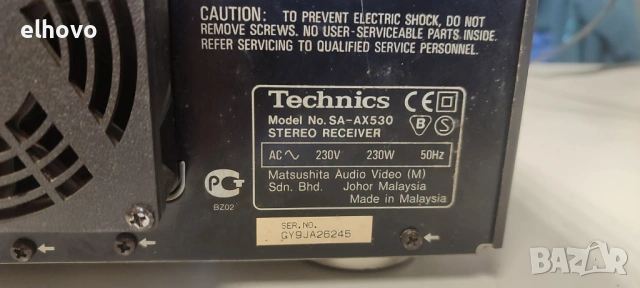 elhovo
CAUTION: TO PREVENT ELECTRIC SHOCK, DO NOT
REMOVE SCREWS. NO USER-SERVICEABLE PARTS INSIDE.
REFER SERVICING TO QUALIFIED SERVICE PERSONNEL.
Technics CE
Model No. SA-AX530
STEREO RECEIVER
B S
AC 230V 230W 50Hz
Matsushita Audio Video (M)
Sdn. Bhd. Johor Malaysia
Made in Malaysia
PCT
BZ02
SER.NO.
GY9JA26245
BAZAR